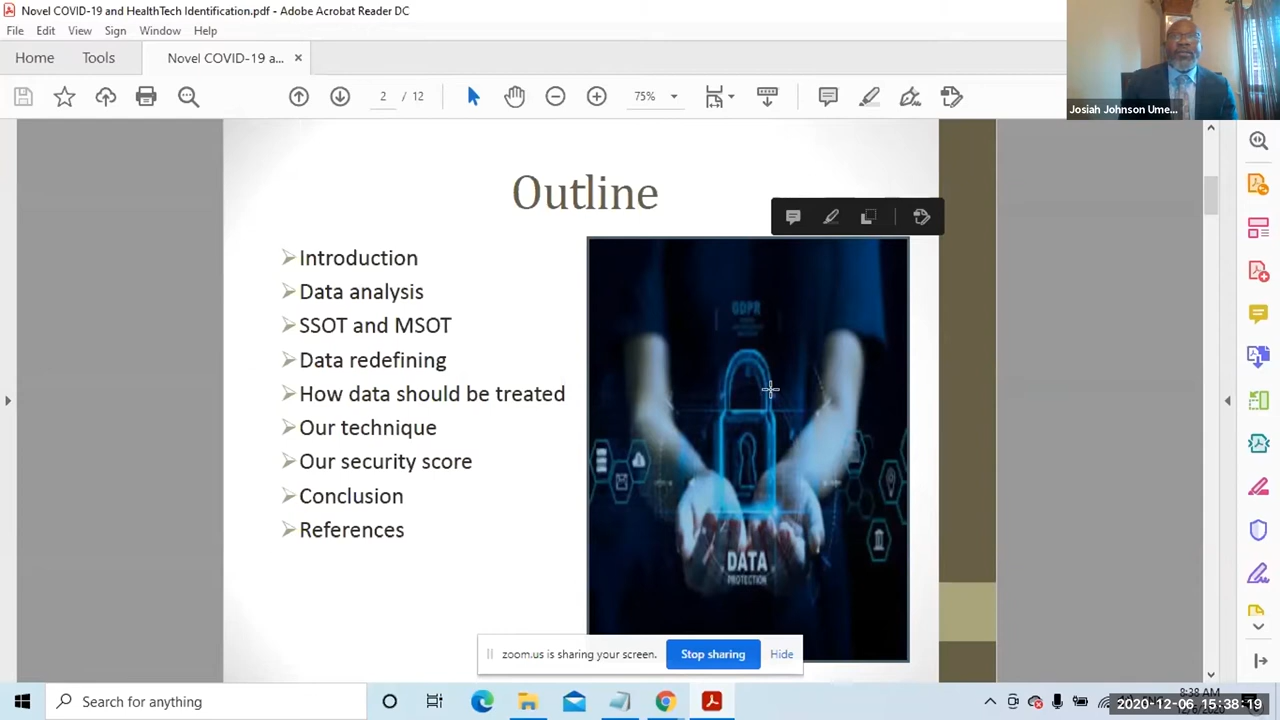 Novel COVID-19 and HealthTech Identification.pdf - Adobe Acrobat Reader DC
File Edit View Sign Window Help
Home Tools Novel COVID-19 a... ×
2 / 12 75%
Josiah Johnson Ume...
Outline
Introduction
Data analysis
SSOT and MSOT
Data redefining
How data should be treated
Our technique
Our security score
Conclusion
References
GDPR
DATA
PROTECTION
zoom.us is sharing your screen. Stop sharing Hide
Search for anything
8:38 AM
2020-12-06 15:38:19